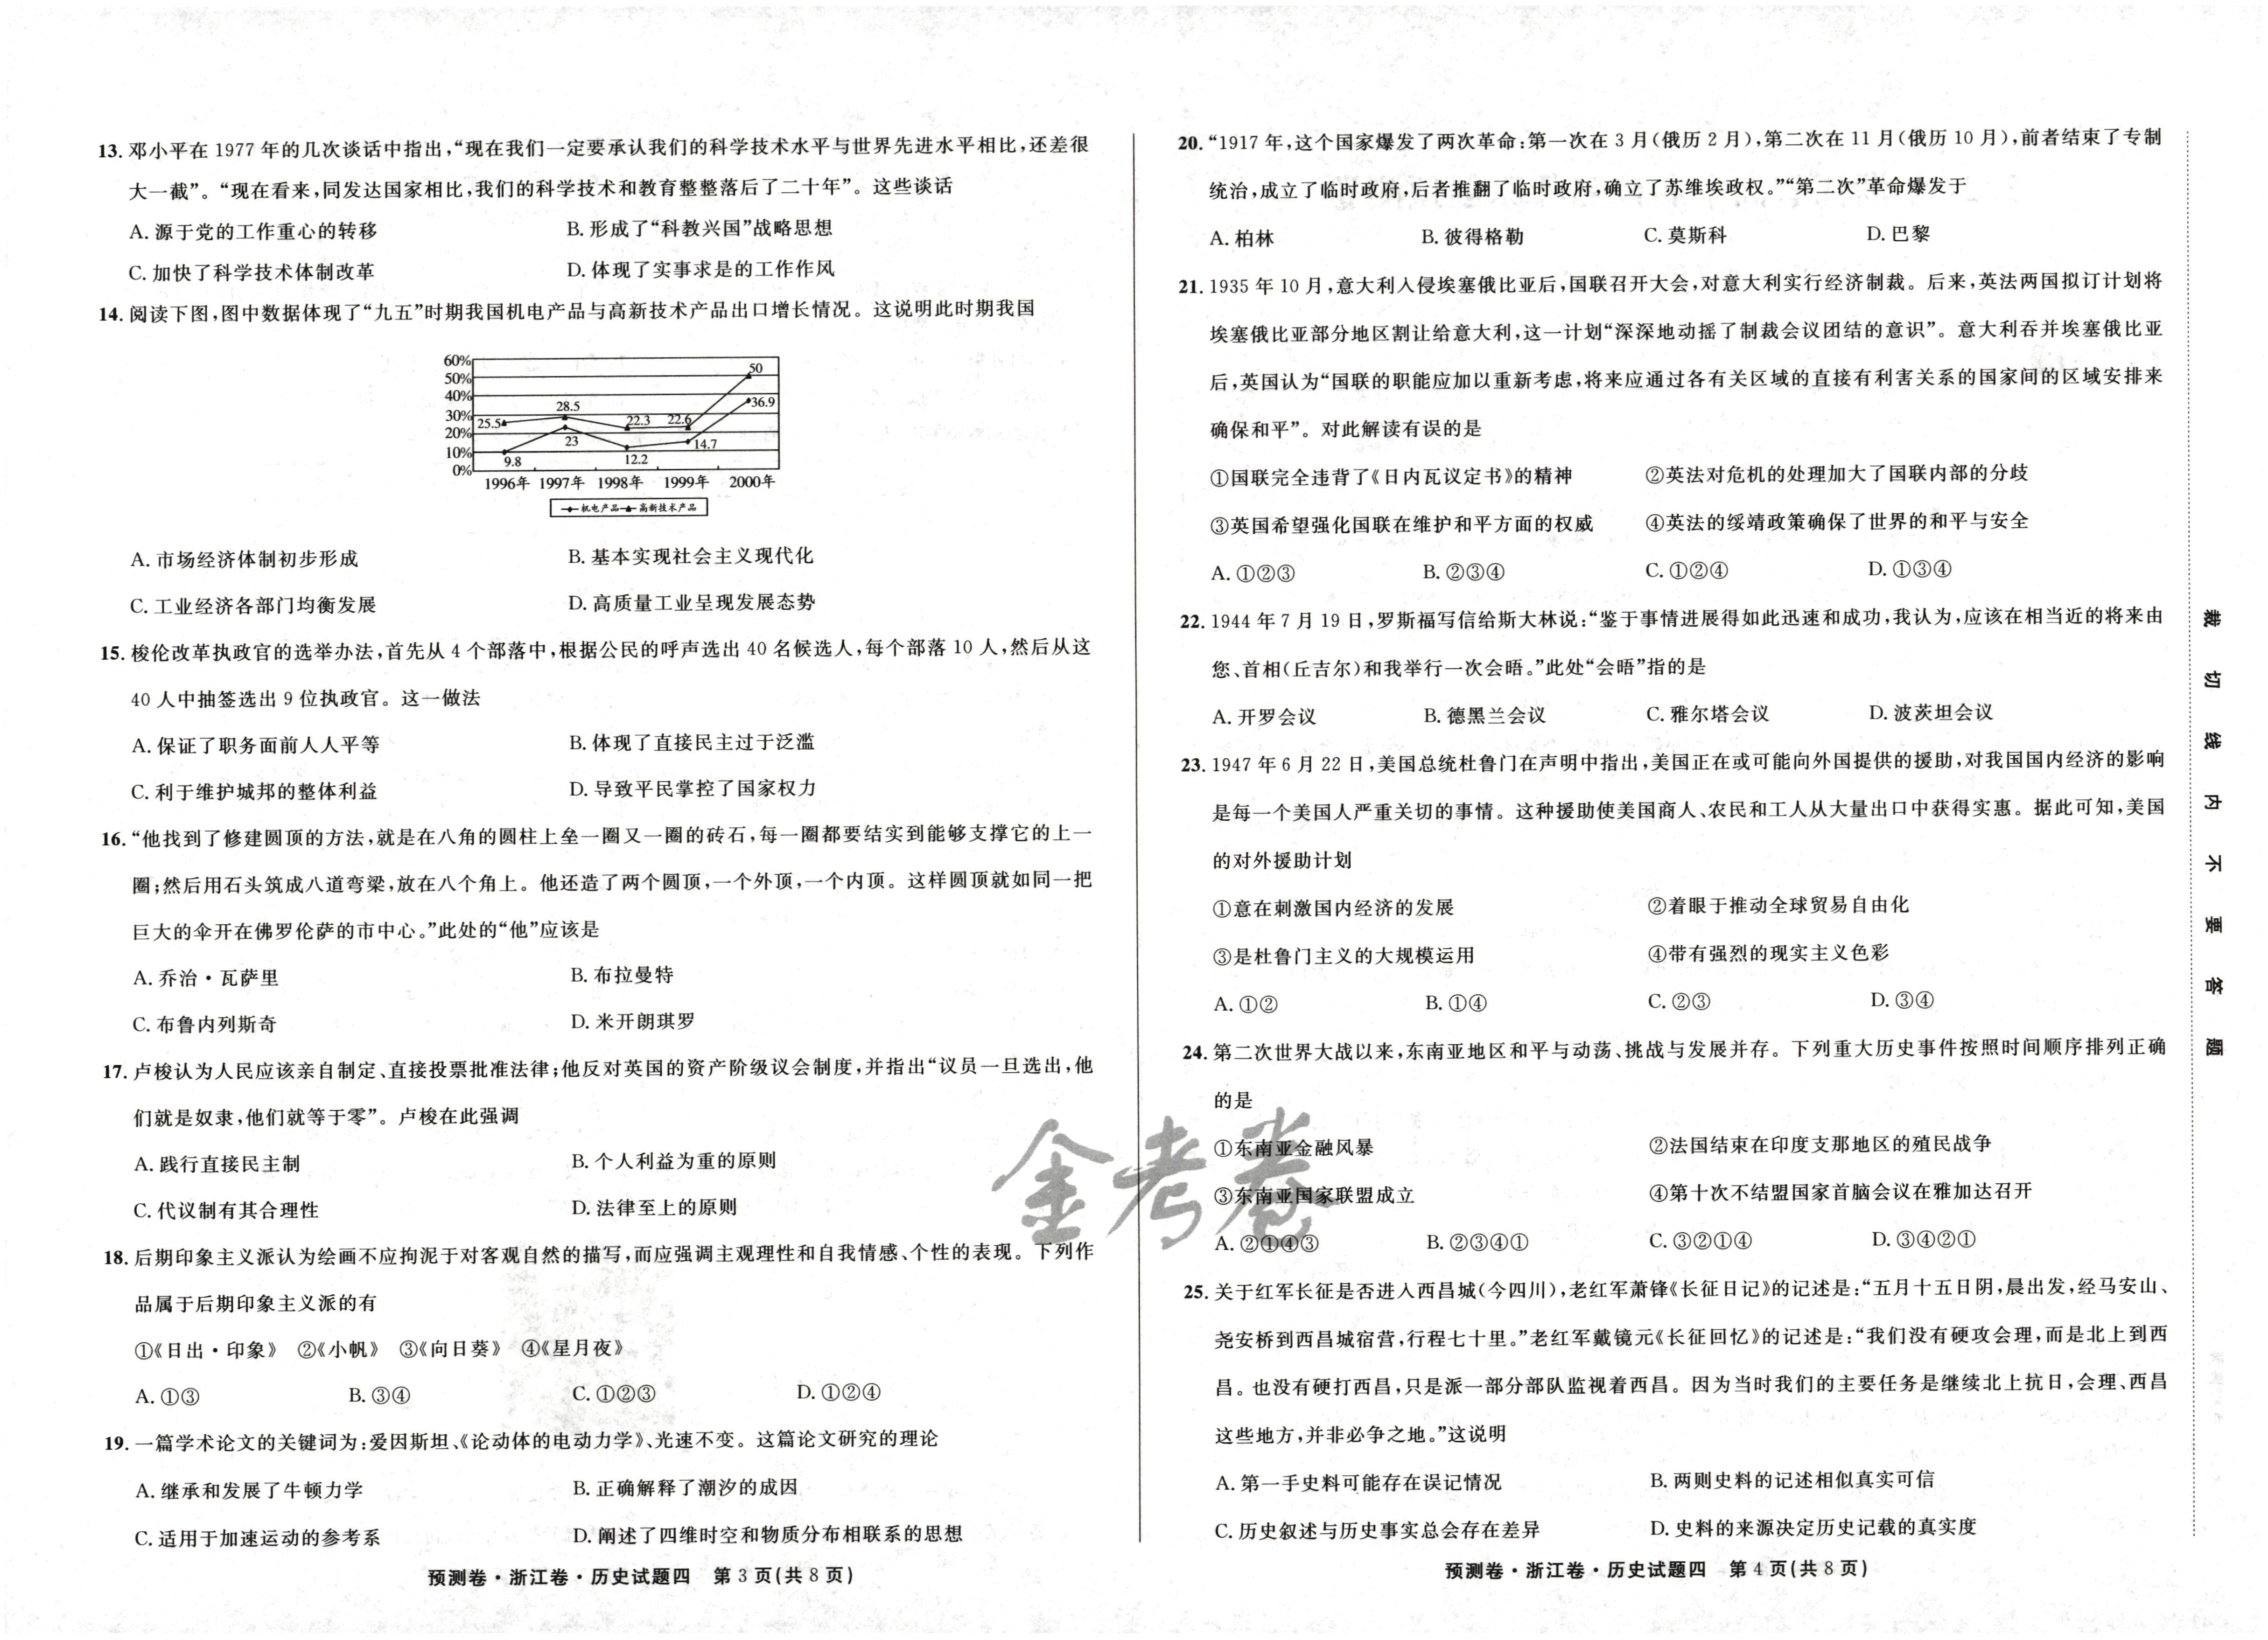 13. 邓小平在 1977 年的几次谈话中指出,“现在我们一定要承认我们的科学技术水平与世界先进水平相比,还差很
大一截”。“现在看来,同发达国家相比,我们的科学技术和教育整整落后了二十年”。这些谈话
A. 源于党的工作重心的转移 B. 形成了“科教兴国”战略思想
C. 加快了科学技术体制改革 D. 体现了实事求是的工作作风
14. 阅读下图,图中数据体现了“九五”时期我国机电产品与高新技术产品出口增长情况。这说明此时期我国
60%
50%
40%
30%
20%
10%
0%
25.5
28.5
22.3
22.6
50
9.8
23
12.2
14.7
36.9
1996年 1997年 1998年 1999年 2000年
机电产品 高新技术产品
A. 市场经济体制初步形成 B. 基本实现社会主义现代化
C. 工业经济各部门均衡发展 D. 高质量工业呈现发展态势
15. 梭伦改革执政官的选举办法,首先从 4 个部落中,根据公民的呼声选出 40 名候选人,每个部落 10 人,然后从这
40 人中抽签选出 9 位执政官。这一做法
A. 保证了职务面前人人平等 B. 体现了直接民主过于泛滥
C. 利于维护城邦的整体利益 D. 导致平民掌控了国家权力
16. “他找到了修建圆顶的方法,就是在八角的圆柱上垒一圈又一圈的砖石,每一圈都要结实到能够支撑它的上一
圈;然后用石头筑成八道弯梁,放在八个角上。他还造了两个圆顶,一个外顶,一个内顶。这样圆顶就如同一把
巨大的伞开在佛罗伦萨的市中心。”此处的“他”应该是
A. 乔治·瓦萨里 B. 布拉曼特
C. 布鲁内列斯奇 D. 米开朗琪罗
17. 卢梭认为人民应该亲自制定、直接投票批准法律;他反对英国的资产阶级议会制度,并指出“议员一旦选出,他
们就是奴隶,他们就等于零”。卢梭在此强调
A. 践行直接民主制 B. 个人利益为重的原则
C. 代议制有其合理性 D. 法律至上的原则
18. 后期印象主义派认为绘画不应拘泥于对客观自然的描写,而应强调主观理性和自我情感、个性的表现。下列作
品属于后期印象主义派的有
①《日出·印象》 ②《小帆》 ③《向日葵》 ④《星月夜》
A. ①③ B. ③④ C. ①②③ D. ①②④
19. 一篇学术论文的关键词为:爱因斯坦、《论动体的电动力学》、光速不变。这篇论文研究的理论
A. 继承和发展了牛顿力学 B. 正确解释了潮汐的成因
C. 适用于加速运动的参考系 D. 阐述了四维时空和物质分布相联系的思想
预测卷·浙江卷·历史试题四 第 3 页(共 8 页)
20. “1917 年,这个国家爆发了两次革命:第一次在 3 月(俄历 2 月),第二次在 11 月(俄历 10 月),前者结束了专制
统治,成立了临时政府,后者推翻了临时政府,确立了苏维埃政权。”“第二次”革命爆发于
A. 柏林 B. 彼得格勒 C. 莫斯科 D. 巴黎
21. 1935 年 10 月,意大利入侵埃塞俄比亚后,国联召开大会,对意大利实行经济制裁。后来,英法两国拟订计划将
埃塞俄比亚部分地区割让给意大利,这一计划“深深地动摇了制裁会议团结的意识”。意大利吞并埃塞俄比亚
后,英国认为“国联的职能应加以重新考虑,将来应通过各有关区域的直接有利害关系的国家间的区域安排来
确保和平”。对此解读有误的是
①国联完全违背了《日内瓦议定书》的精神 ②英法对危机的处理加大了国联内部的分歧
③英国希望强化国联在维护和平方面的权威 ④英法的绥靖政策确保了世界的和平与安全
A. ①②③ B. ②③④ C. ①②④ D. ①③④
22. 1944 年 7 月 19 日,罗斯福写信给斯大林说:“鉴于事情进展得如此迅速和成功,我认为,应该在相当近的将来由
您、首相(丘吉尔)和我举行一次会晤。”此处“会晤”指的是
A. 开罗会议 B. 德黑兰会议 C. 雅尔塔会议 D. 波茨坦会议
23. 1947 年 6 月 22 日,美国总统杜鲁门在声明中指出,美国正在或可能向外国提供的援助,对我国国内经济的影响
是每一个美国人严重关切的事情。这种援助使美国商人、农民和工人从大量出口中获得实惠。据此可知,美国
的对外援助计划
①意在刺激国内经济的发展 ②着眼于推动全球贸易自由化
③是杜鲁门主义的大规模运用 ④带有强烈的现实主义色彩
A. ①② B. ①④ C. ②③ D. ③④
24. 第二次世界大战以来,东南亚地区和平与动荡、挑战与发展并存。下列重大历史事件按照时间顺序排列正确
的是
①东南亚金融风暴 ②法国结束在印度支那地区的殖民战争
③东南亚国家联盟成立 ④第十次不结盟国家首脑会议在雅加达召开
A. ②①④③ B. ②③④① C. ③②①④ D. ③④②①
25. 关于红军长征是否进入西昌城(今四川),老红军萧锋《长征日记》的记述是:“五月十五日阴,晨出发,经马安山、
尧安桥到西昌城宿营,行程七十里。”老红军戴镜元《长征回忆》的记述是:“我们没有硬攻会理,而是北上到西
昌。也没有硬打西昌,只是派一部分部队监视着西昌。因为当时我们的主要任务是继续北上抗日,会理、西昌
这些地方,并非必争之地。”这说明
A. 第一手史料可能存在误记情况 B. 两则史料的记述相似真实可信
C. 历史叙述与历史事实总会存在差异 D. 史料的来源决定历史记载的真实度
预测卷·浙江卷·历史试题四 第 4 页(共 8 页)
裁切线内不要答题
金考卷